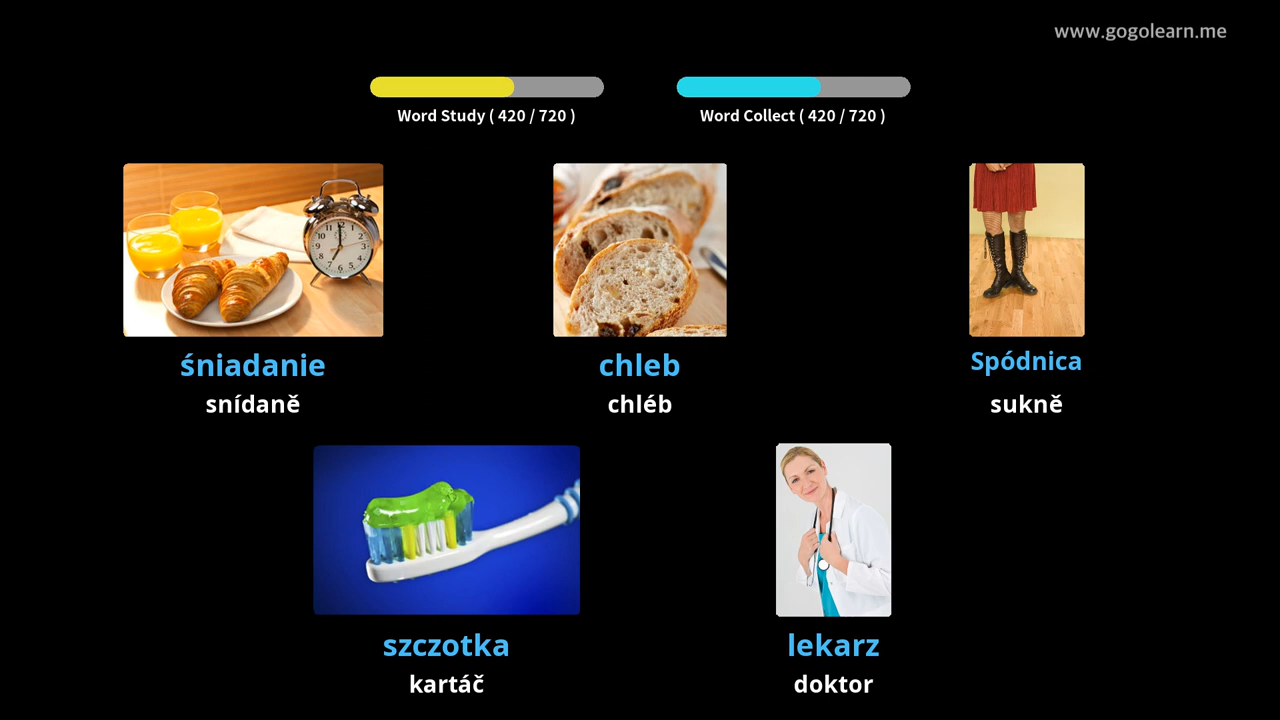 www.gogolearn.me
Word Study ( 420 / 720 )
Word Collect ( 420 / 720 )
śniadanie
snídaně
chleb
chléb
Spódnica
sukně
szczotka
kartáč
lekarz
doktor